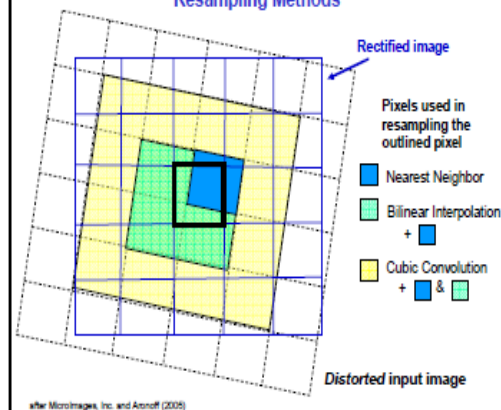 Resampling Methods
Rectified image
Pixels used in
resampling the
outlined pixel
Nearest Neighbor
Bilinear Interpolation
+
Cubic Convolution
+ &
Distorted input image
after MicroImages, Inc. and Aronoff (2005)